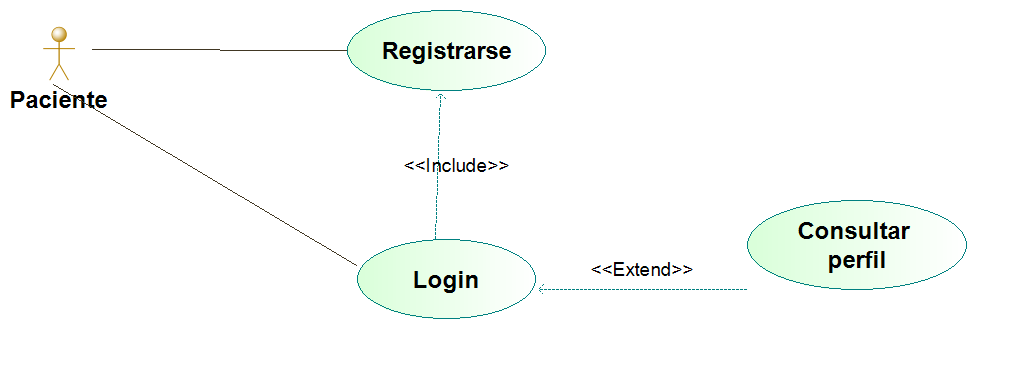 Registrarse
Paciente
<<Include>>
Consultar
perfil
<<Extend>>
Login